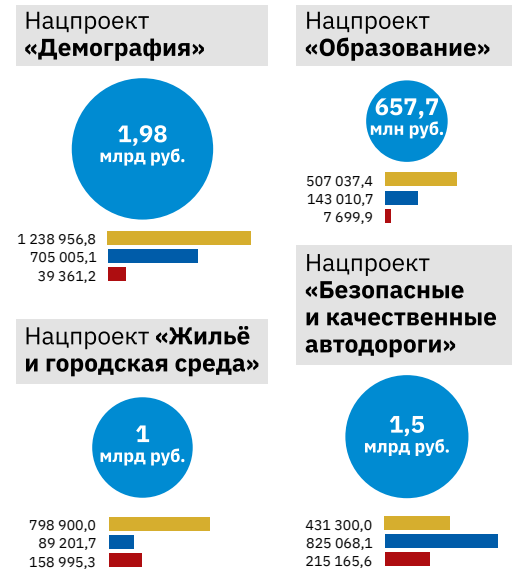 Нацпроект
«Демография»
1,98
млрд руб.
1 238 956,8
705 005,1
39 361,2
Нацпроект
«Образование»
657,7
млн руб.
507 037,4
143 010,7
7 699,9
Нацпроект «Жильё
и городская среда»
1
млрд руб.
798 900,0
89 201,7
158 995,3
Нацпроект
«Безопасные
и качественные
автодороги»
1,5
млрд руб.
431 300,0
825 068,1
215 165,6